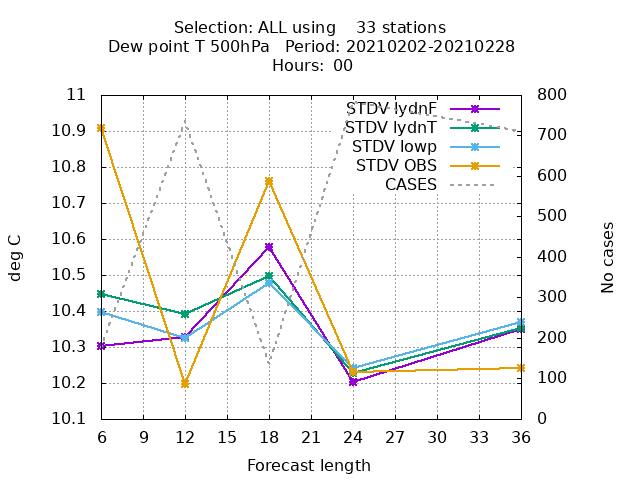 Selection: ALL using    33 stations
Dew point T 500hPa   Period: 20210202-20210228
Hours:  00
STDV lydnF
STDV lydnT
STDV lowp
STDV OBS
CASES
deg C
11
10.9
10.8
10.7
10.6
10.5
10.4
10.3
10.2
10.1
800
700
600
500
400
300
200
100
0
No cases
6 9 12 15 18 21 24 27 30 33 36
Forecast length